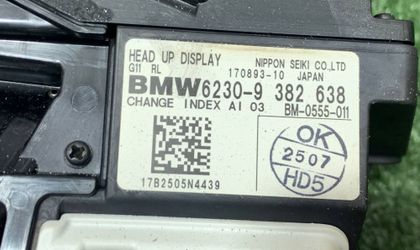 HEAD UP DISPLAY NIPPON SEIKI CO.,LTD
G11 RL 170893-10 JAPAN
BMW 6230-9 382 638
CHANGE INDEX AI 03 BM-0555-011
OK
2507
HD5
17B2505N4439